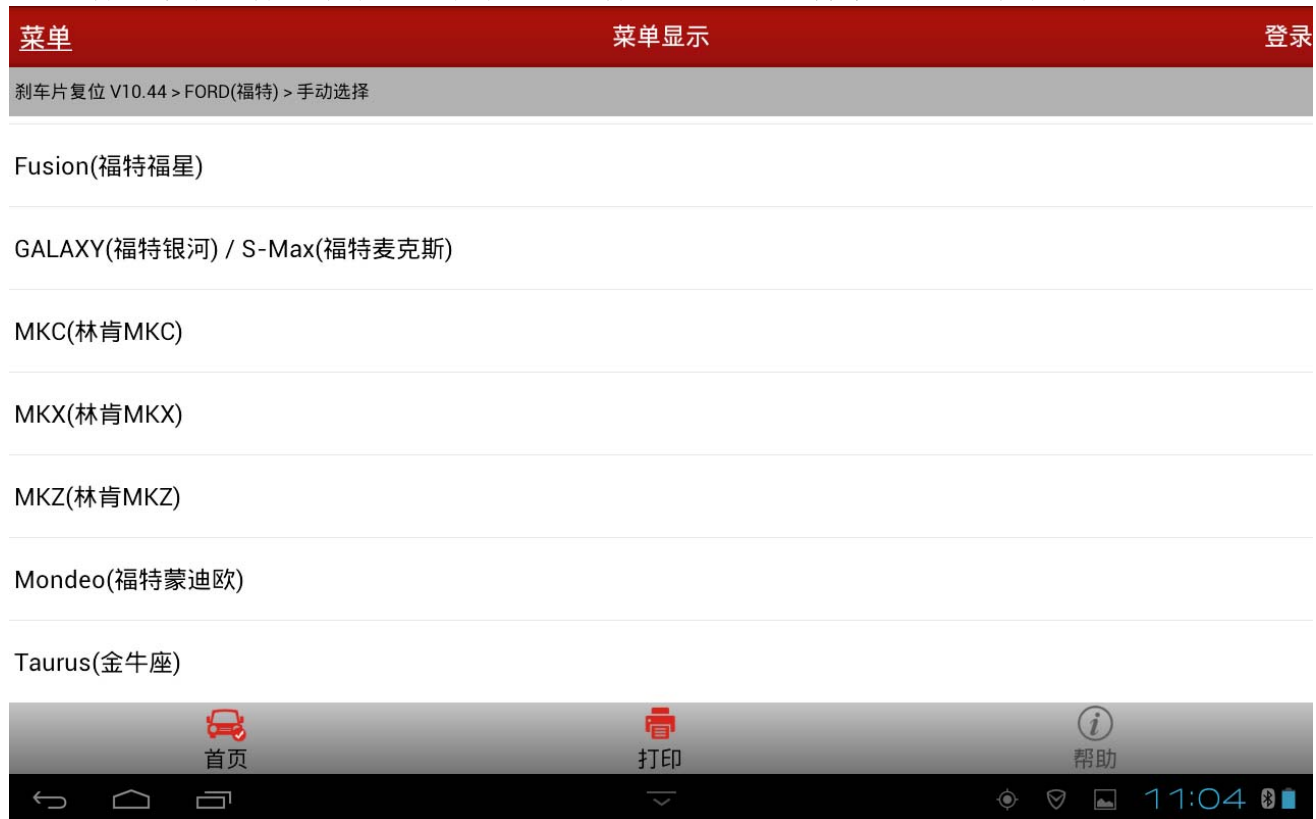 菜单 菜单显示 登录
刹车片复位 V10.44 > FORD(福特) > 手动选择
Fusion(福特福星)
GALAXY(福特银河) / S-Max(福特麦克斯)
MKC(林肯MKC)
MKX(林肯MKX)
MKZ(林肯MKZ)
Mondeo(福特蒙迪欧)
Taurus(金牛座)
首页 打印 帮助
11:04